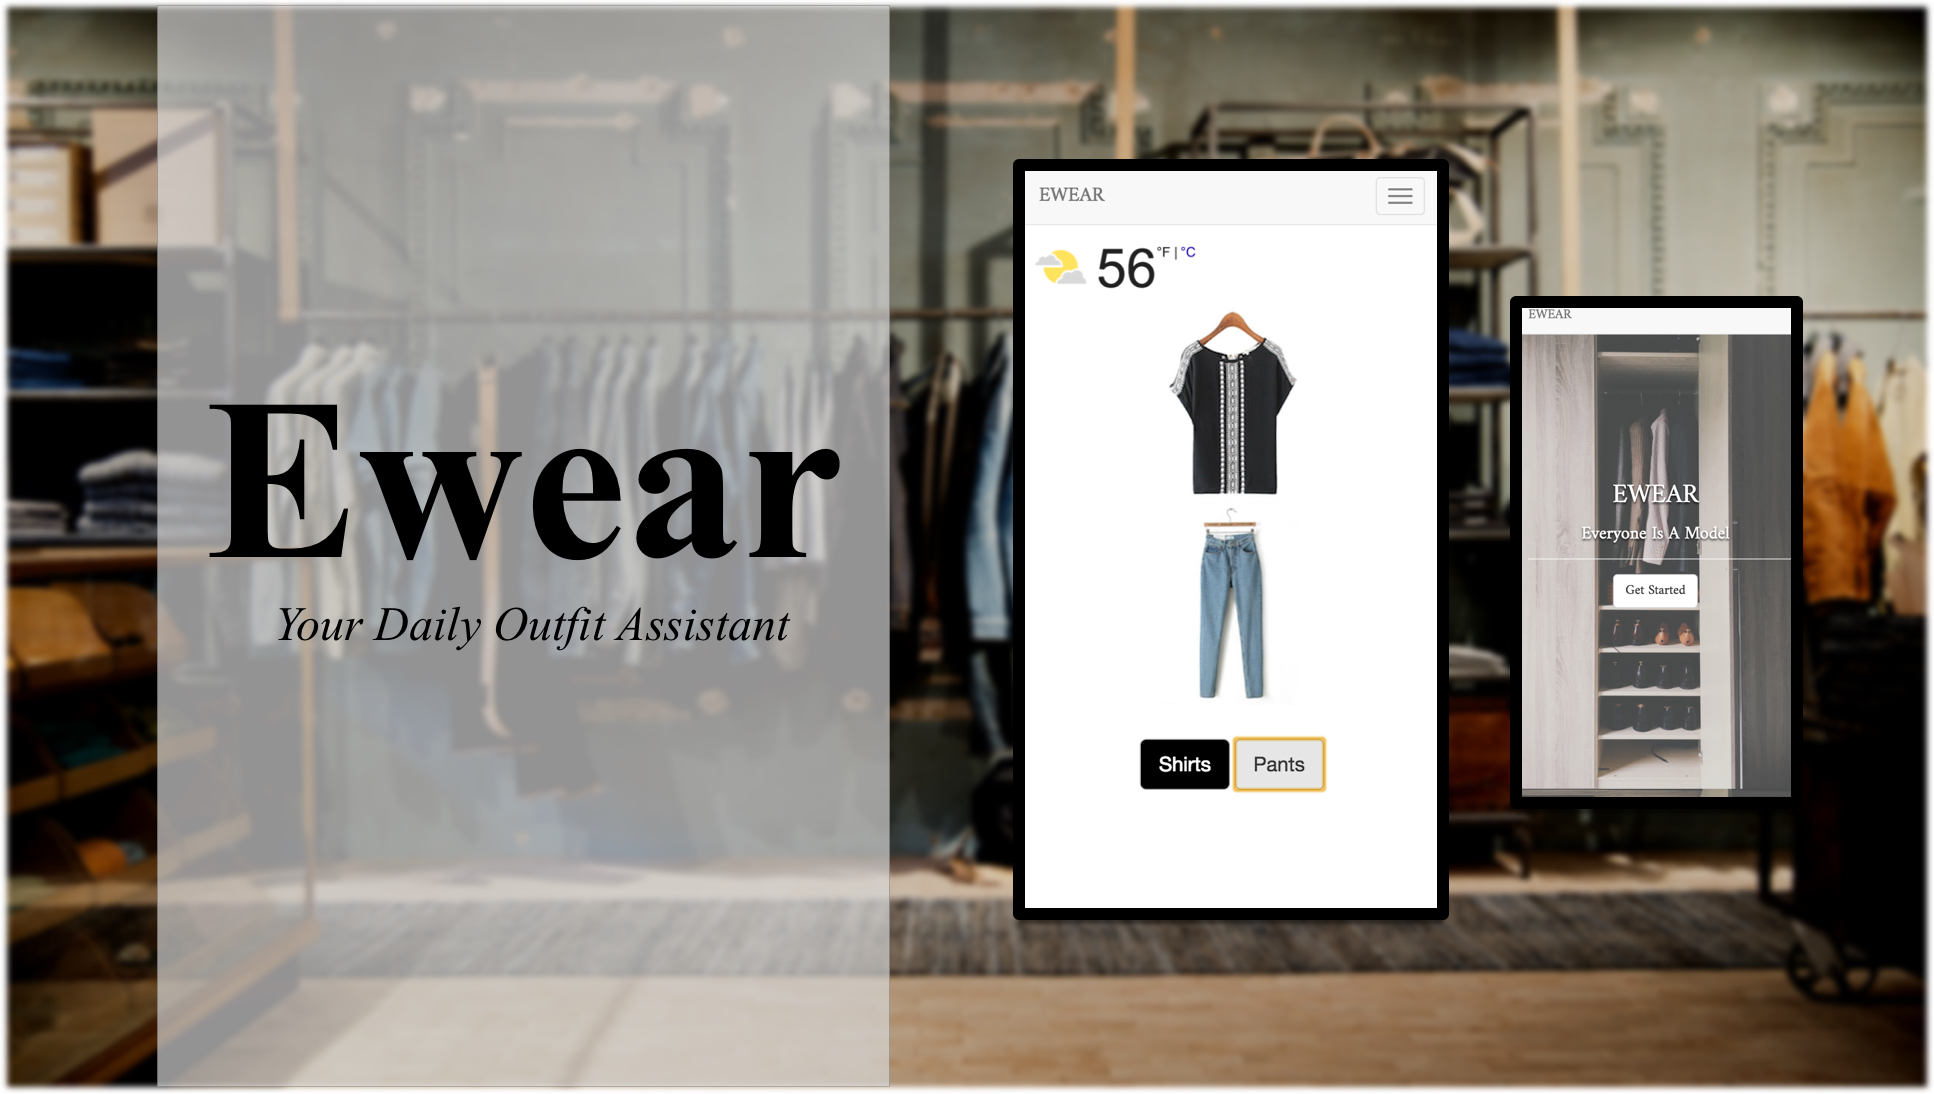 Ewear
Your Daily Outfit Assistant
EWEAR
56 °F | °C
Shirts
Pants
EWEAR
EWEAR
Everyone Is A Model
Get Started